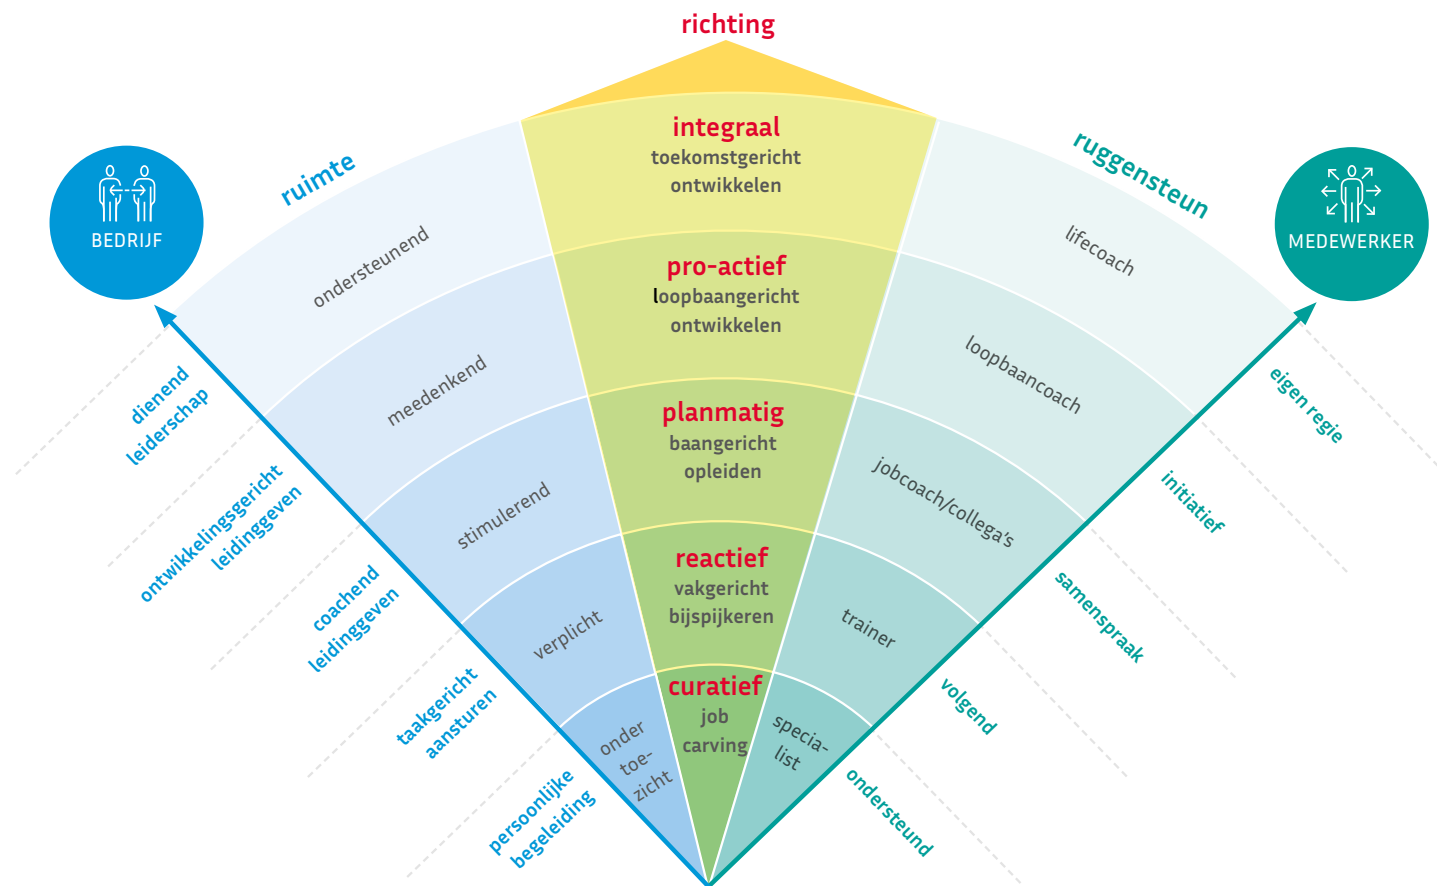 richting
integraal
toekomstgericht
ontwikkelen
ruimte
ruggensteun
BEDRIJF
MEDEWERKER
ondersteunend
lifecoach
pro-actief
loopbaangericht
ontwikkelen
meedenkend
loopbaancoach
dienend
leiderschap
eigen regie
planmatig
baangericht
opleiden
stimulerend
jobcoach/collega's
ontwikkelingsgericht
leidinggeven
initiatief
reactief
vakgericht
bijspijkeren
verplicht
trainer
coachend
leidinggeven
samenspraak
curatief
job
carving
onder
toe-
zicht
specia-
list
taakgericht
aansturen
volgend
persoonlijke
begeleiding
ondersteund